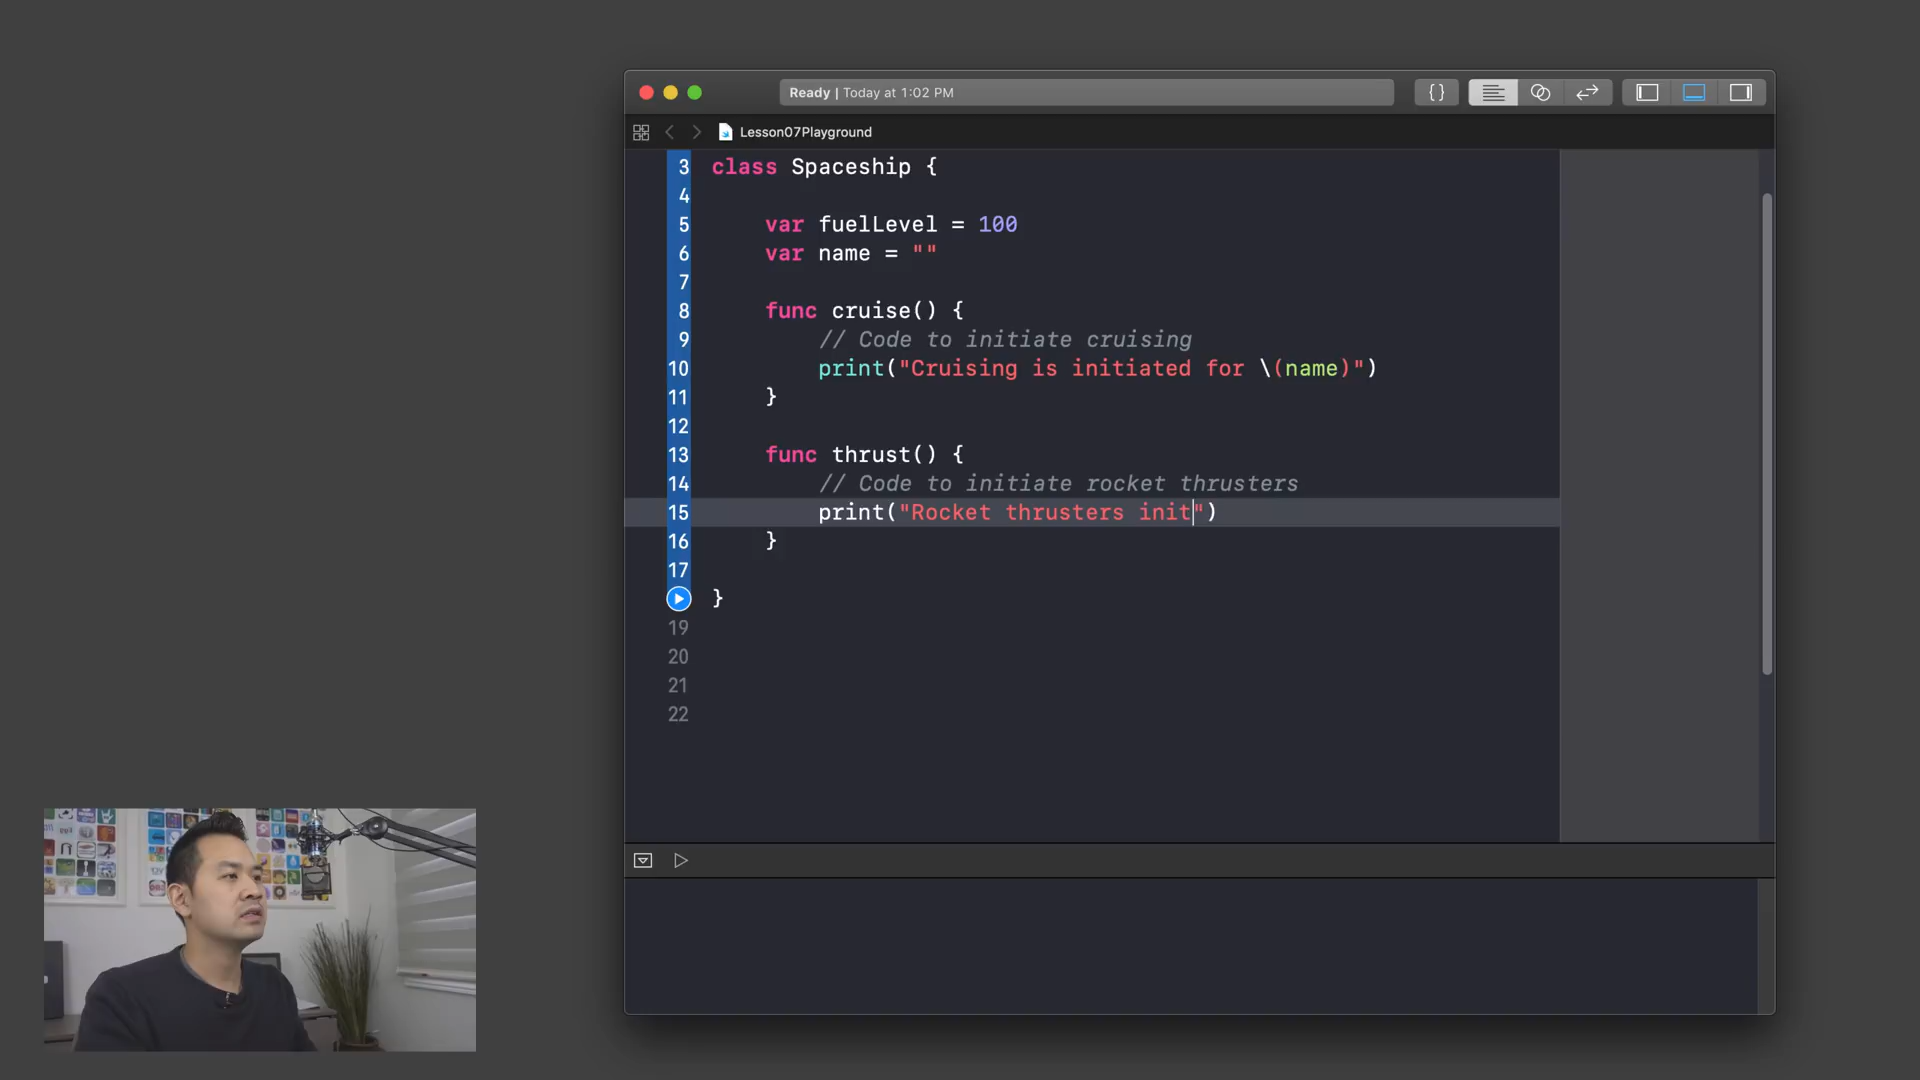 Ready | Today at 1:02 PM
{ }
Lesson07Playground
3 class Spaceship {
4
5 var fuelLevel = 100
6 var name = ""
7
8 func cruise() {
9 // Code to initiate cruising
10 print("Cruising is initiated for \(name)")
11 }
12
13 func thrust() {
14 // Code to initiate rocket thrusters
15 print("Rocket thrusters init")
16 }
17
}
19
20
21
22